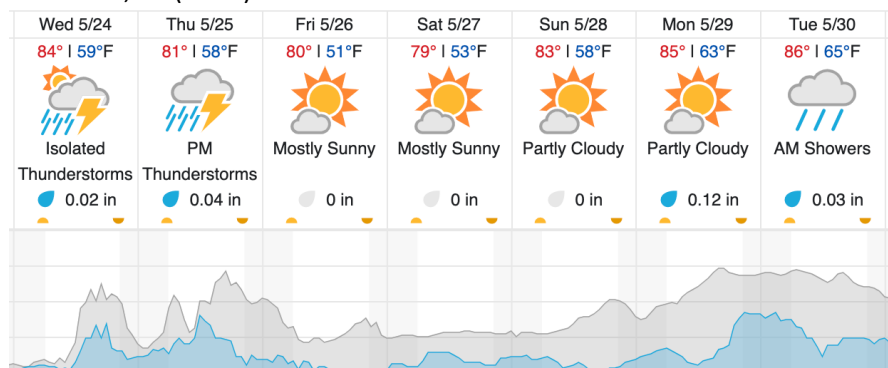 Wed 5/24
84° | 59°F
Isolated
Thunderstorms
0.02 in
Thu 5/25
81° | 58°F
PM
Thunderstorms
0.04 in
Fri 5/26
80° | 51°F
Mostly Sunny
0 in
Sat 5/27
79° | 53°F
Mostly Sunny
0 in
Sun 5/28
83° | 58°F
Partly Cloudy
0 in
Mon 5/29
85° | 63°F
Partly Cloudy
0.12 in
Tue 5/30
86° | 65°F
AM Showers
0.03 in